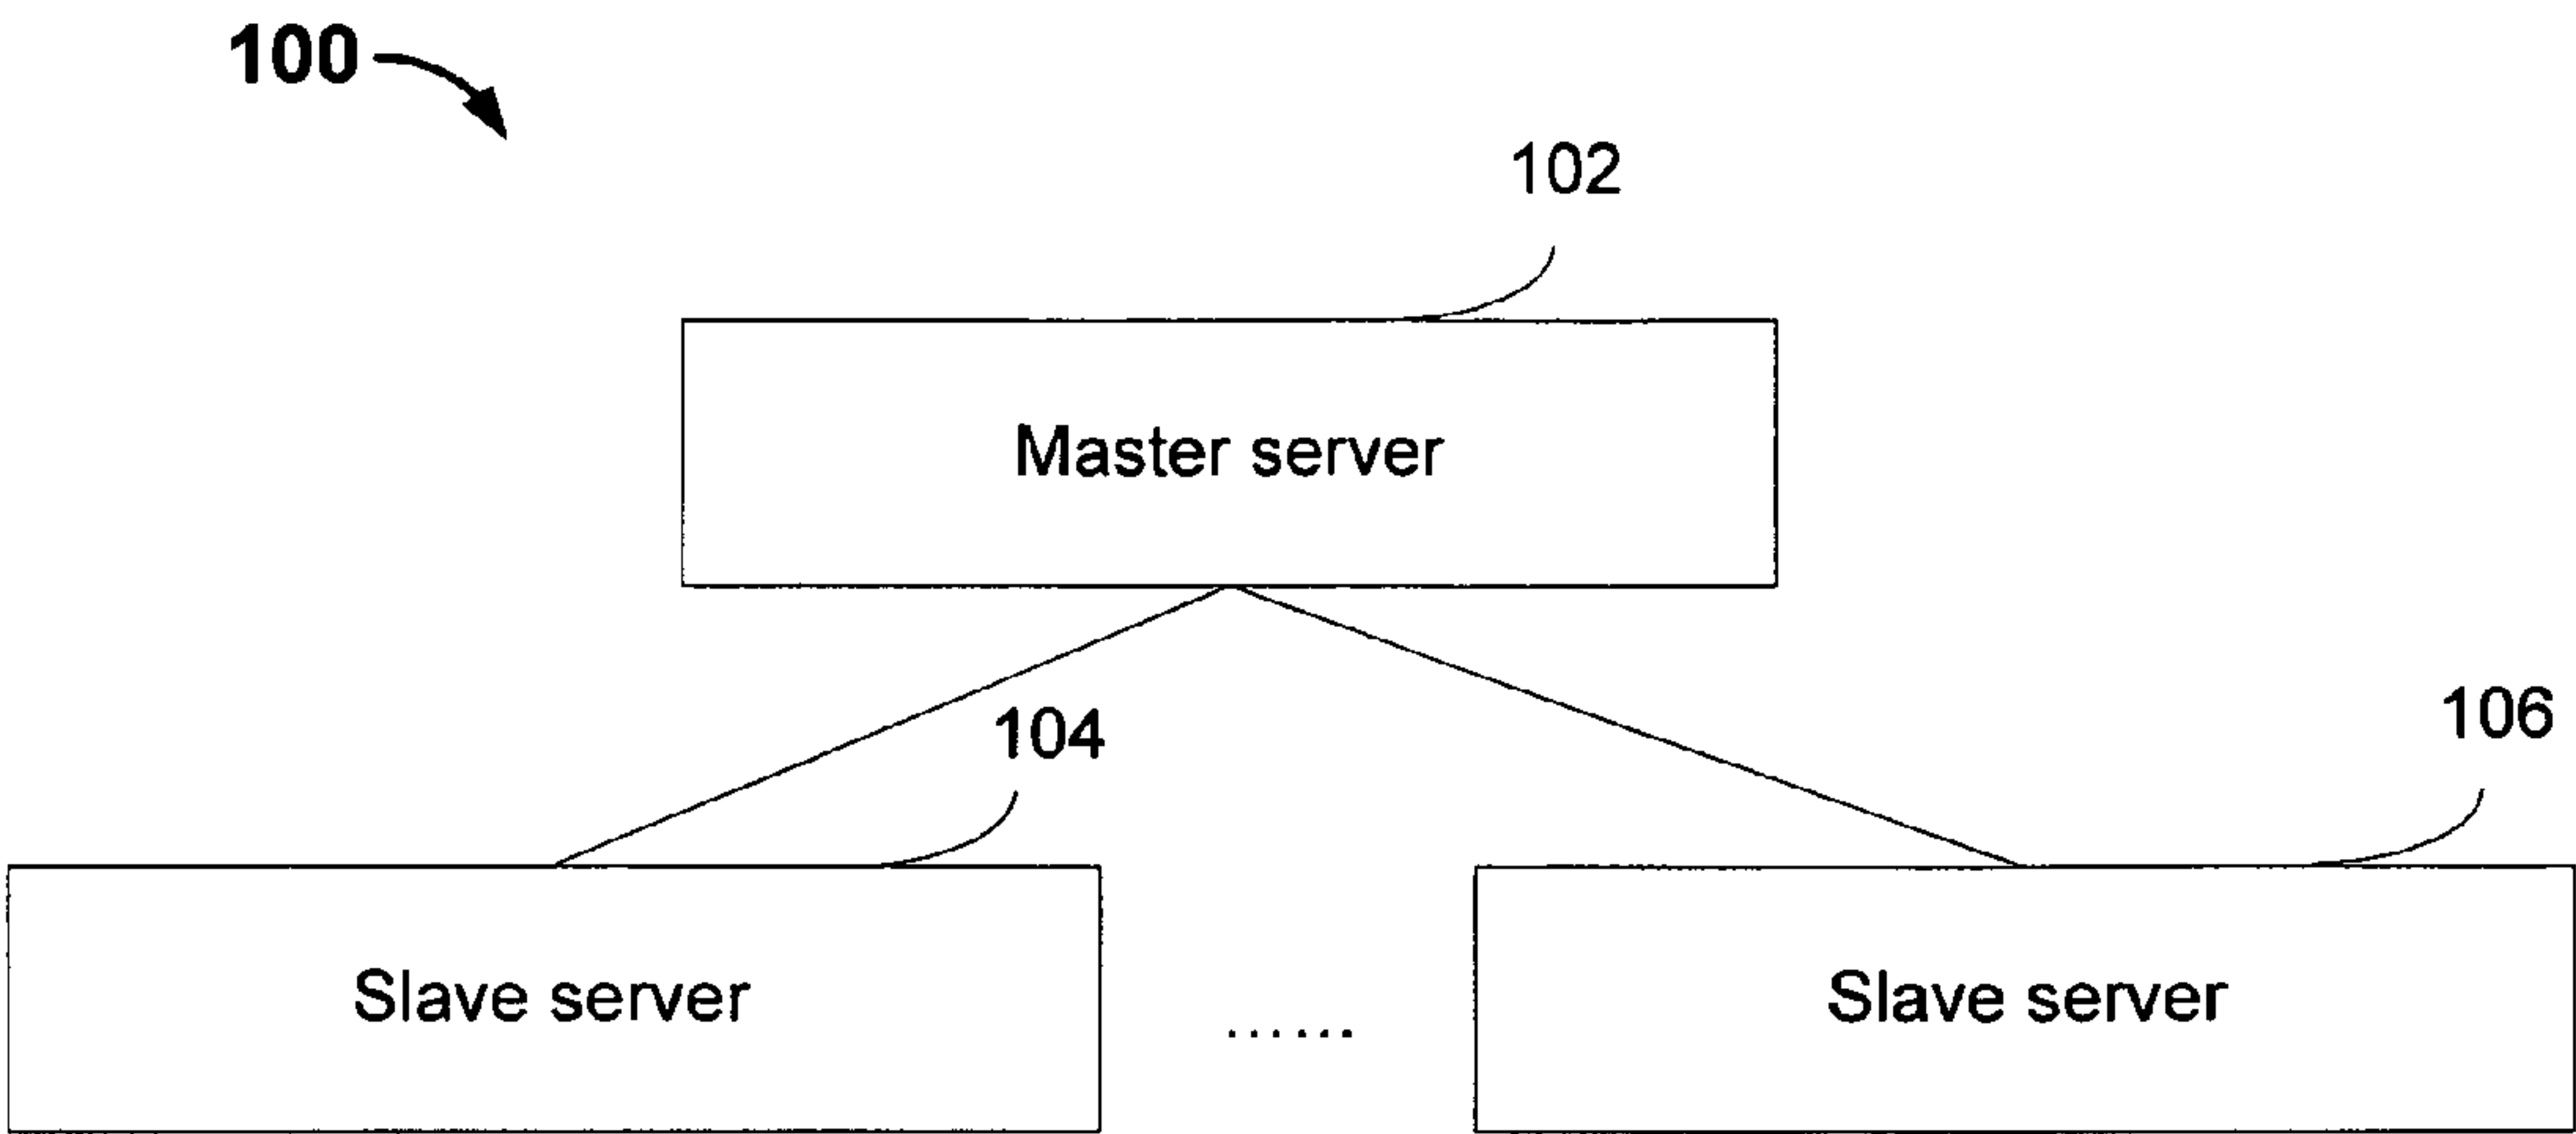 100
102
Master server
104
106
Slave server
......
Slave server